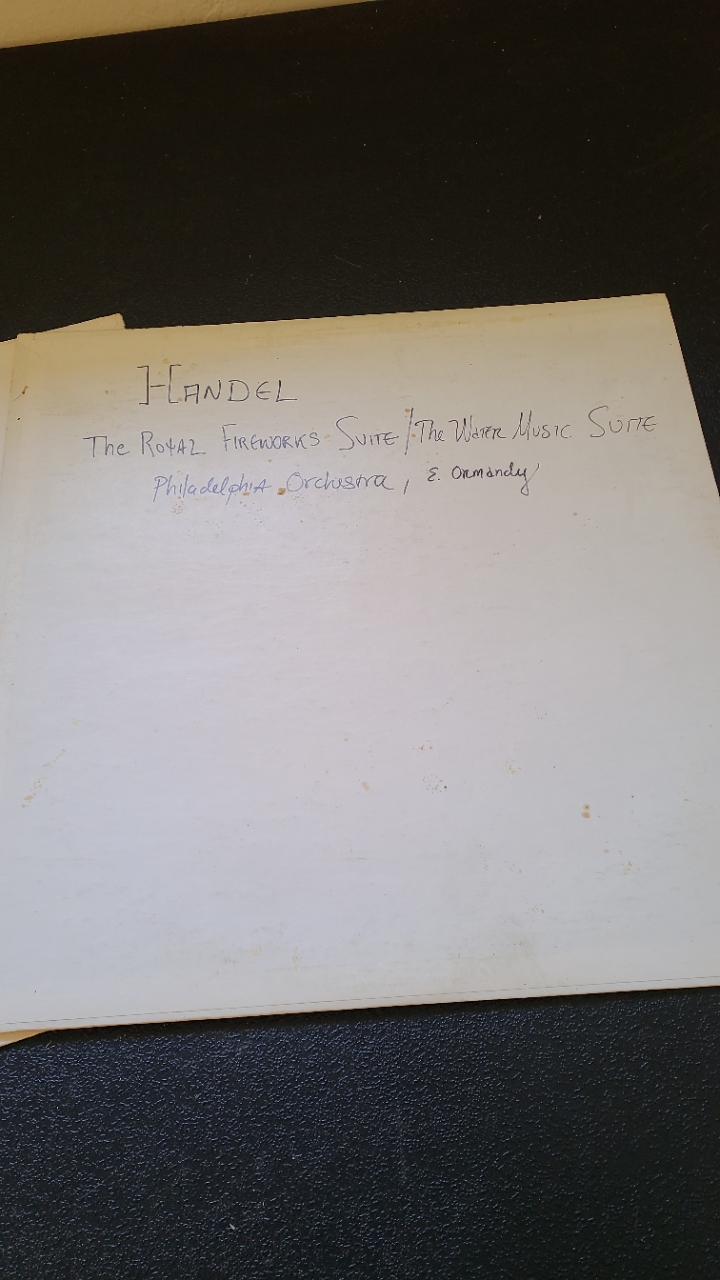 HANDEL
The Royal Fireworks Suite/The Water Music Suite
Philadelphia Orchestra, E. Ormandy